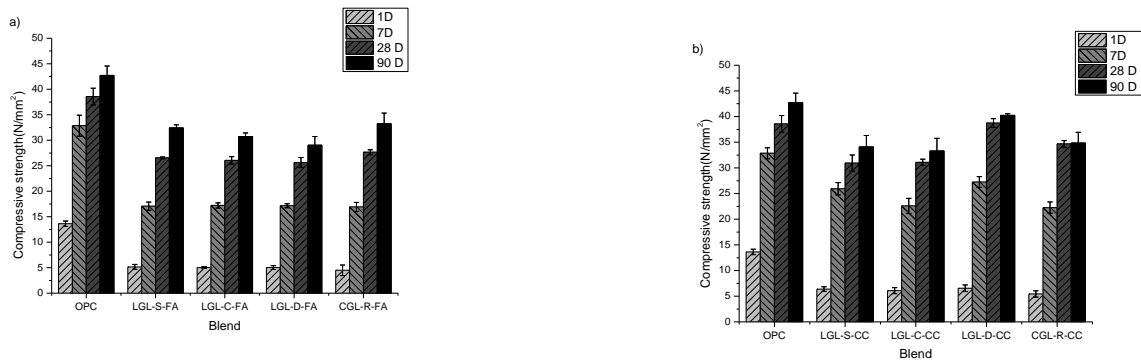 a)
1D
7D
28 D
90 D
Compressive strength(N/mm²)
50
45
40
35
30
25
20
15
10
5
0
OPC LGL-S-FA LGL-C-FA LGL-D-FA CGL-R-FA
Blend
b)
1D
7D
28 D
90 D
Compressive strength(N/mm²)
50
45
40
35
30
25
20
15
10
5
0
OPC LGL-S-CC LGL-C-CC LGL-D-CC CGL-R-CC
Blend